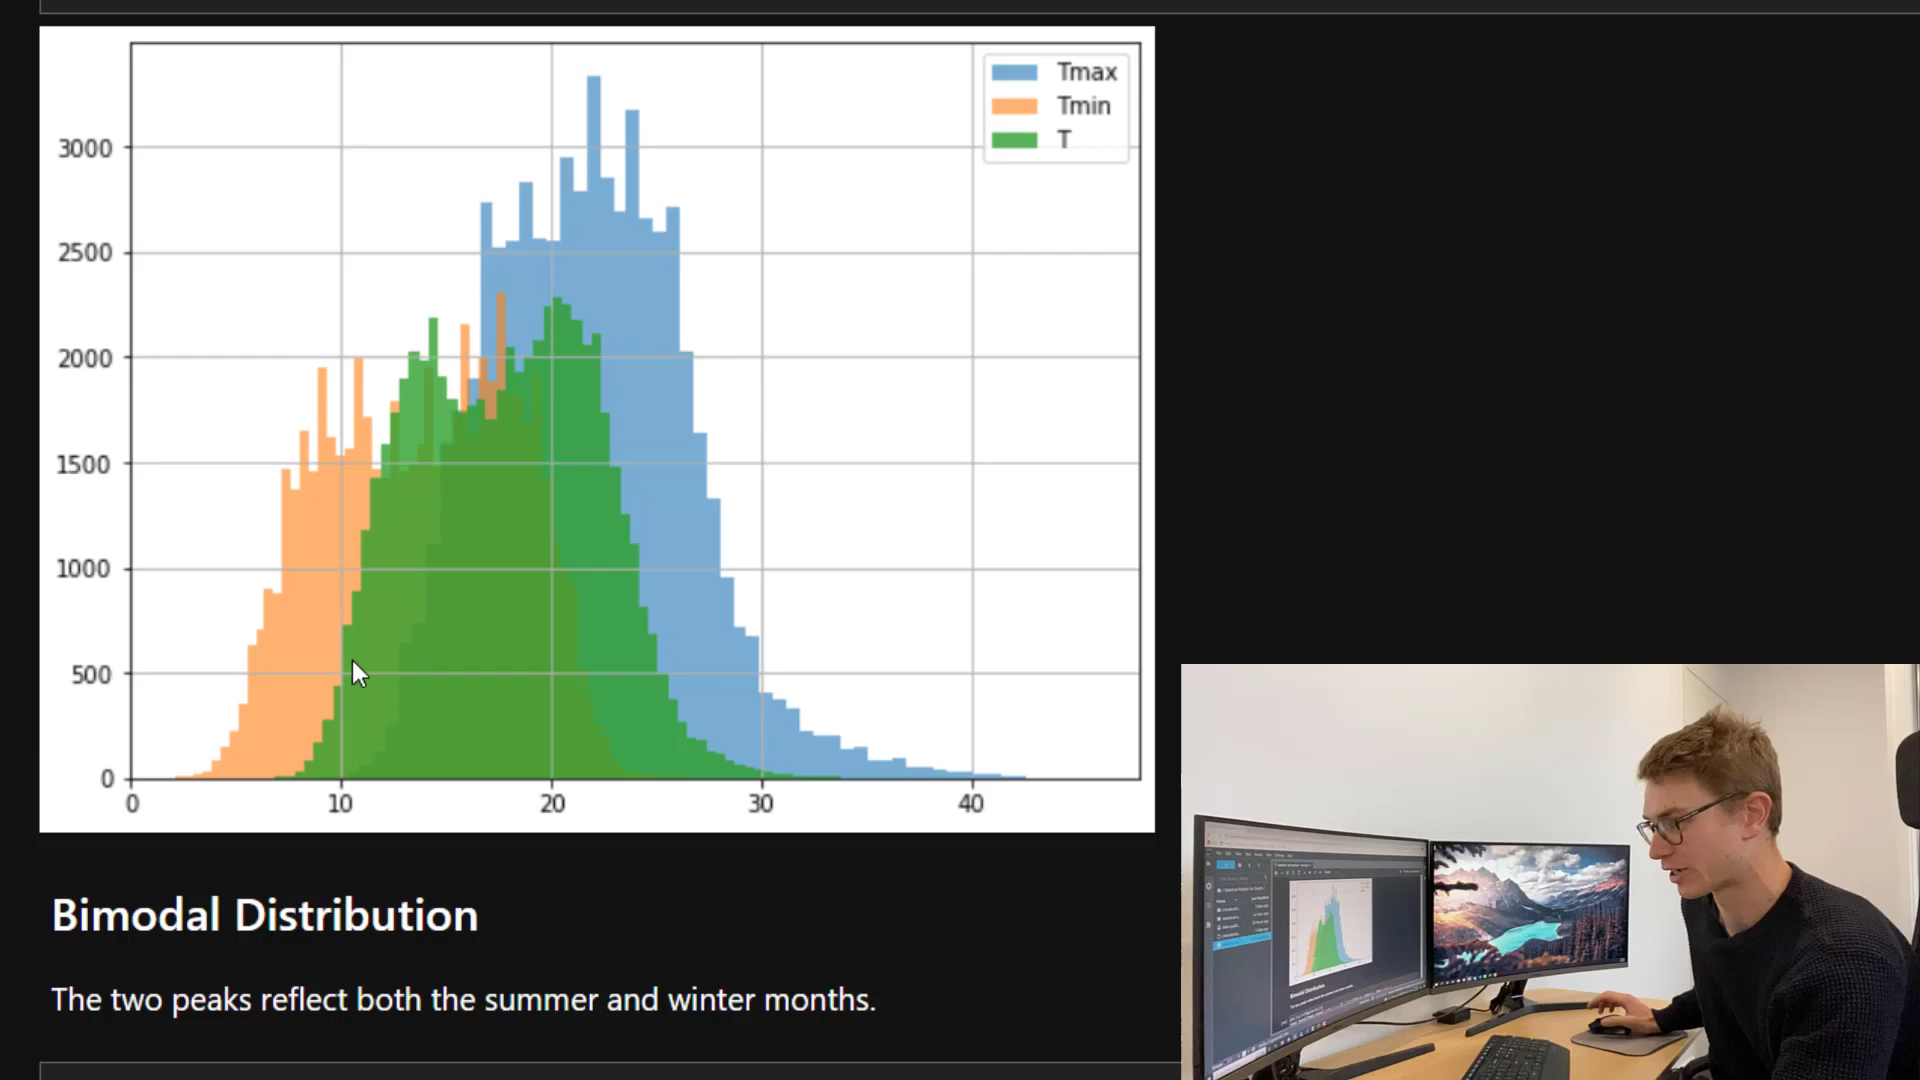 Tmax
Tmin
T
3000
2500
2000
1500
1000
500
0
0 10 20 30 40
Bimodal Distribution
The two peaks reflect both the summer and winter months.